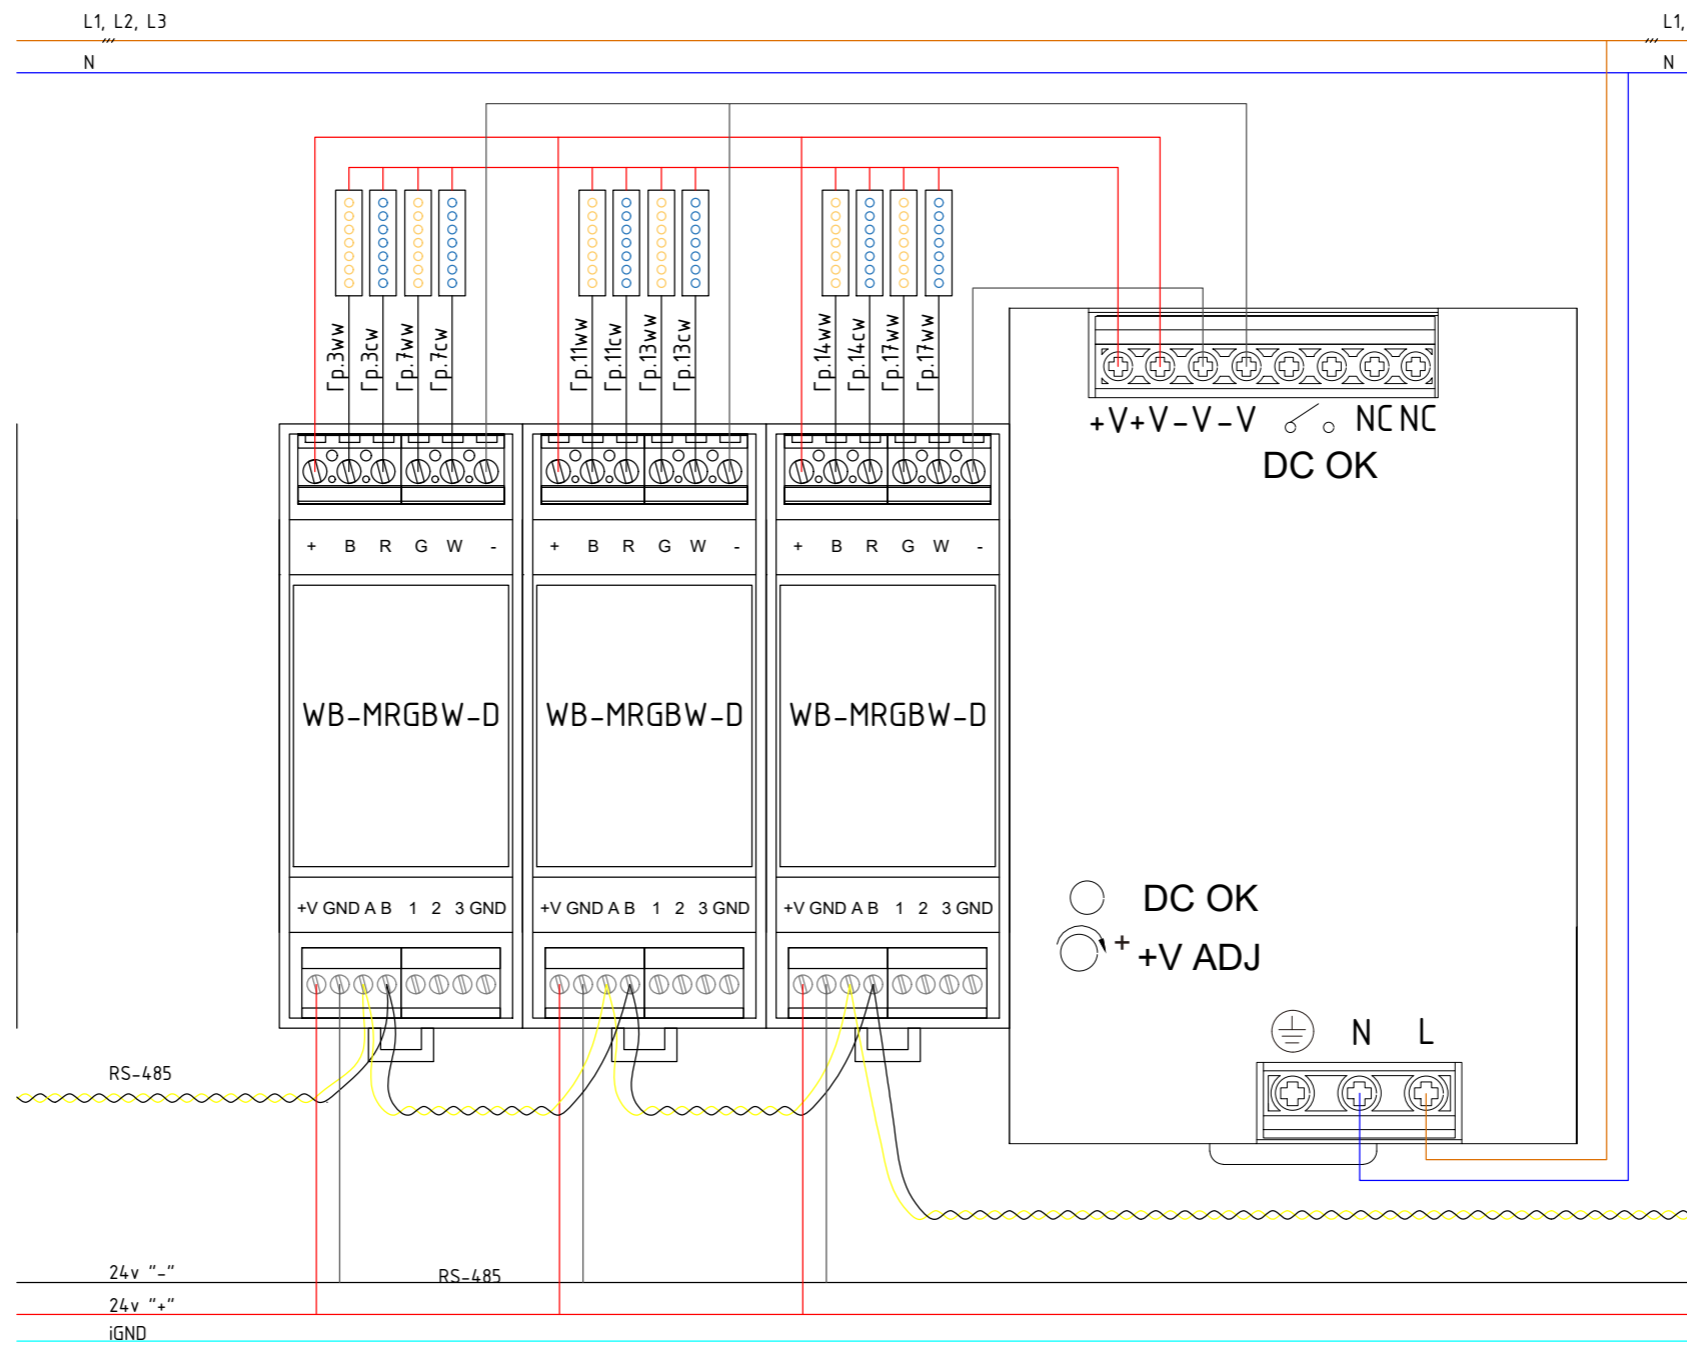 L1, L2, L3
L1,
N
N
Гр.3ww
Гр.3cw
Гр.7ww
Гр.7cw
Гр.11ww
Гр.11cw
Гр.13ww
Гр.13cw
Гр.14ww
Гр.14cw
Гр.17ww
Гр.17ww
+V+V-V-V NC NC
DC OK
+ B R G W -
+ B R G W -
+ B R G W -
WB-MRGBW-D
WB-MRGBW-D
WB-MRGBW-D
+V GND A B 1 2 3 GND
+V GND A B 1 2 3 GND
+V GND A B 1 2 3 GND
DC OK
+ +V ADJ
N L
RS-485
24v "-"
RS-485
24v "+"
iGND